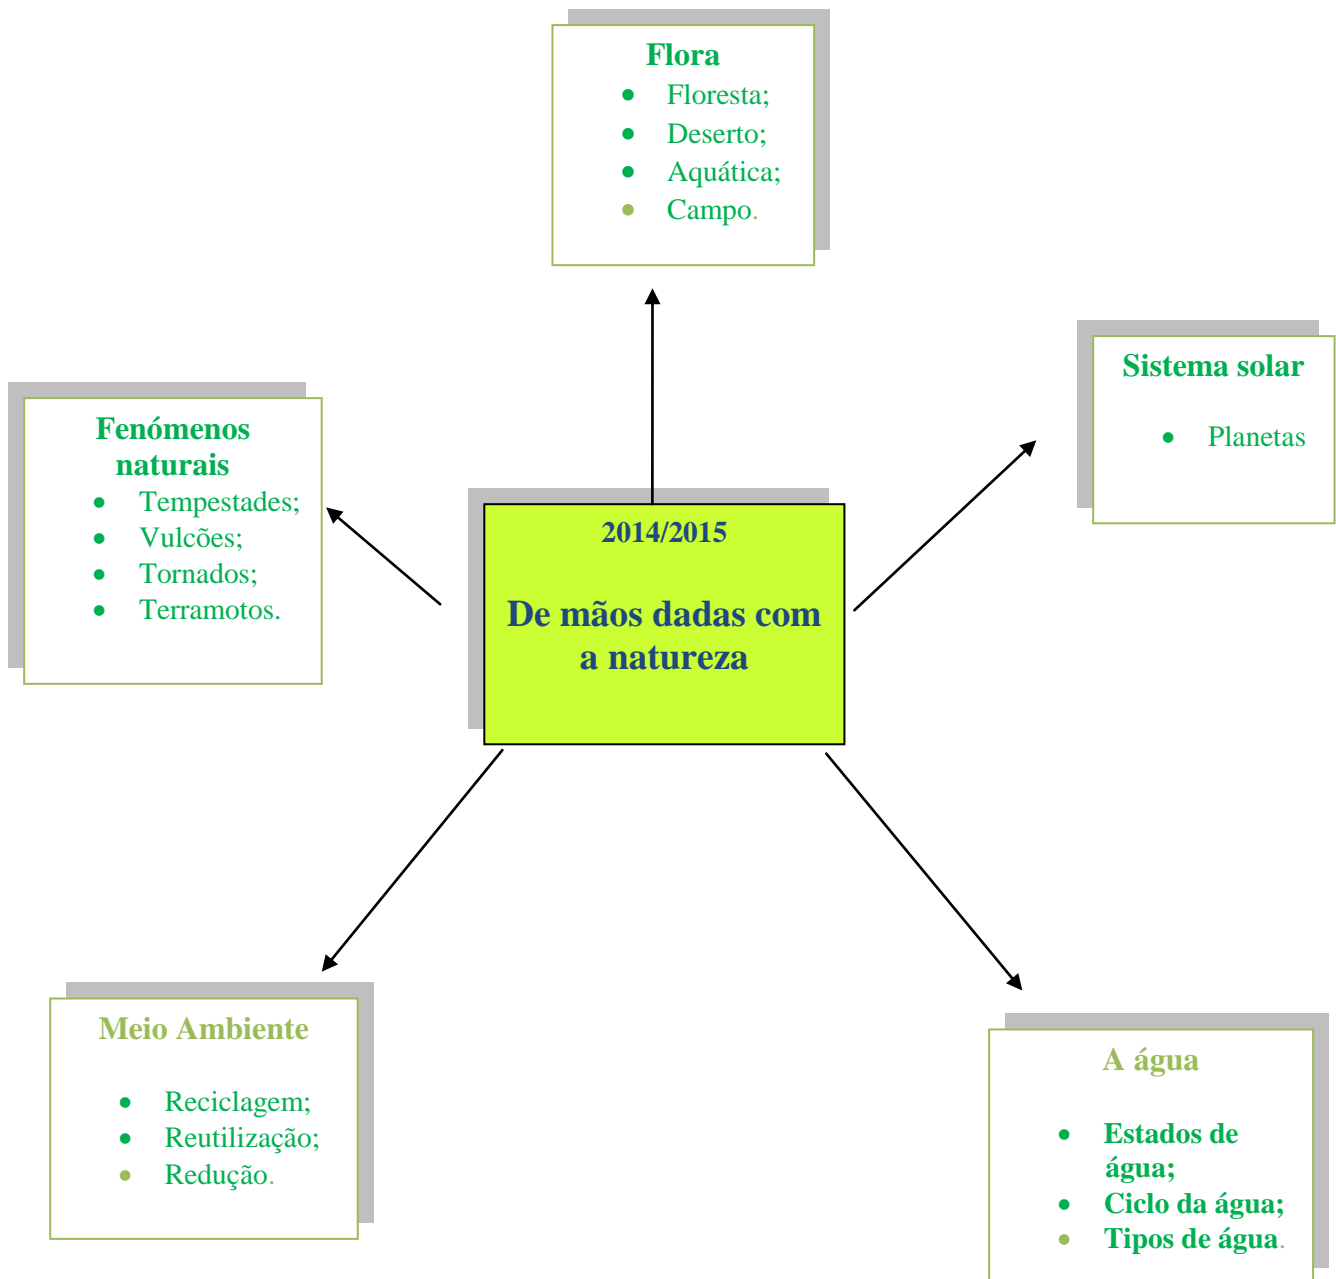 Flora
• Floresta;
• Deserto;
• Aquática;
• Campo.
Sistema solar
• Planetas
Fenómenos
naturais
• Tempestades;
• Vulcões;
• Tornados;
• Terramotos.
2014/2015
De mãos dadas com
a natureza
Meio Ambiente
• Reciclagem;
• Reutilização;
• Redução.
A água
• Estados de
água;
• Ciclo da água;
• Tipos de água.